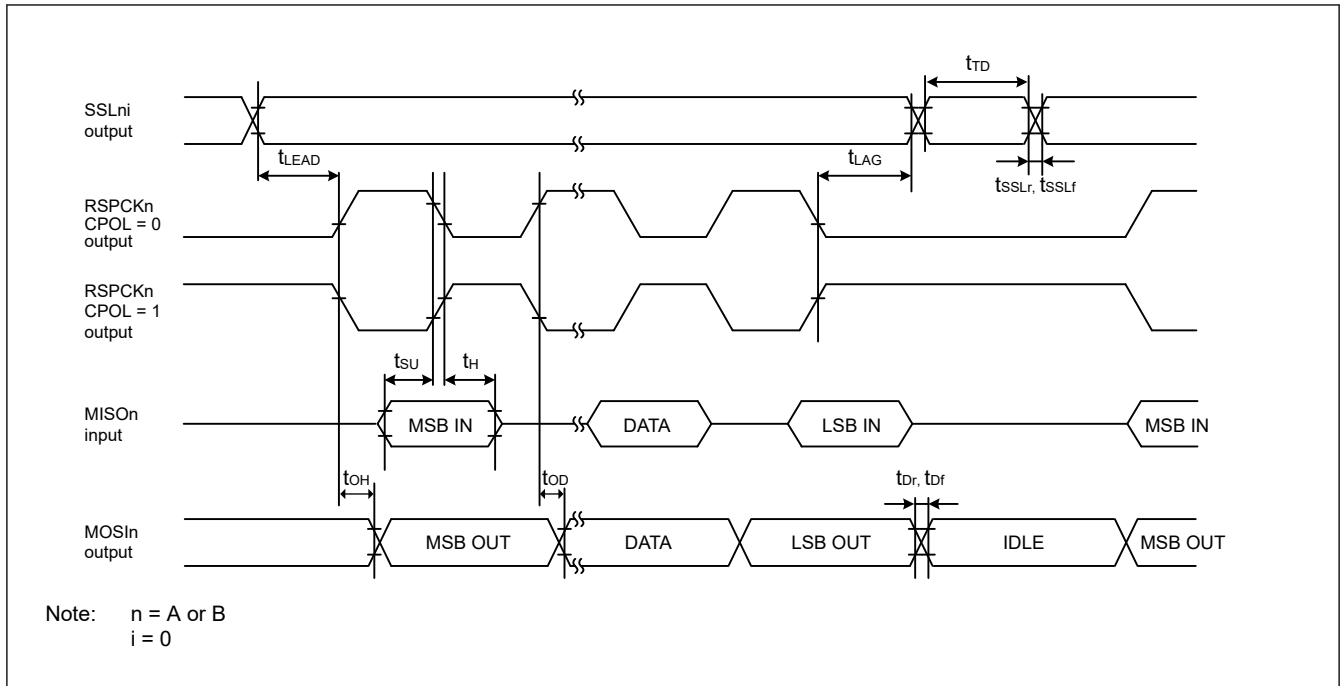 tTD
SSLni
output
tLEAD
tLAG
tSSLr, tSSLf
RSPCKn
CPOL = 0
output
RSPCKn
CPOL = 1
output
tSU
tH
MISOn
input
MSB IN
DATA
LSB IN
MSB IN
tOH
tOD
tDr, tDf
MOSIn
output
MSB OUT
DATA
LSB OUT
IDLE
MSB OUT
Note: n = A or B
i = 0